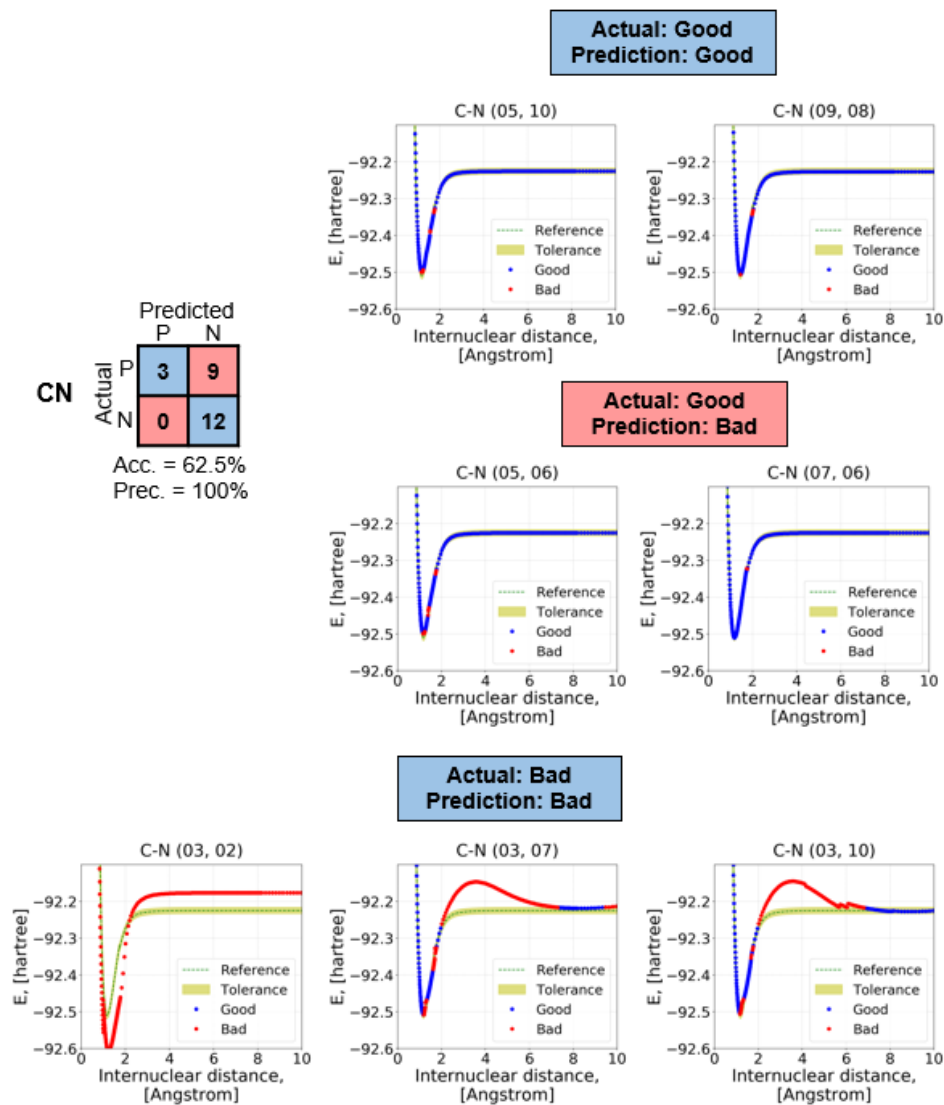 Actual: Good
Prediction: Good
C-N (05, 10)
E, [hartree]
−92.2
−92.3
−92.4
−92.5
−92.6
Reference
Tolerance
Good
Bad
0 2 4 6 8 10
Internuclear distance,
[Angstrom]
C-N (09, 08)
E, [hartree]
−92.2
−92.3
−92.4
−92.5
−92.6
Reference
Tolerance
Good
Bad
0 2 4 6 8 10
Internuclear distance,
[Angstrom]
Predicted
P N
CN
Actual
P 3 9
N 0 12
Acc. = 62.5%
Prec. = 100%
Actual: Good
Prediction: Bad
C-N (05, 06)
E, [hartree]
−92.2
−92.3
−92.4
−92.5
−92.6
Reference
Tolerance
Good
Bad
0 2 4 6 8 10
Internuclear distance,
[Angstrom]
C-N (07, 06)
E, [hartree]
−92.2
−92.3
−92.4
−92.5
−92.6
Reference
Tolerance
Good
Bad
0 2 4 6 8 10
Internuclear distance,
[Angstrom]
Actual: Bad
Prediction: Bad
C-N (03, 02)
E, [hartree]
−92.2
−92.3
−92.4
−92.5
−92.6
Reference
Tolerance
Good
Bad
0 2 4 6 8 10
Internuclear distance,
[Angstrom]
C-N (03, 07)
E, [hartree]
−92.2
−92.3
−92.4
−92.5
−92.6
Reference
Tolerance
Good
Bad
0 2 4 6 8 10
Internuclear distance,
[Angstrom]
C-N (03, 10)
E, [hartree]
−92.2
−92.3
−92.4
−92.5
−92.6
Reference
Tolerance
Good
Bad
0 2 4 6 8 10
Internuclear distance,
[Angstrom]